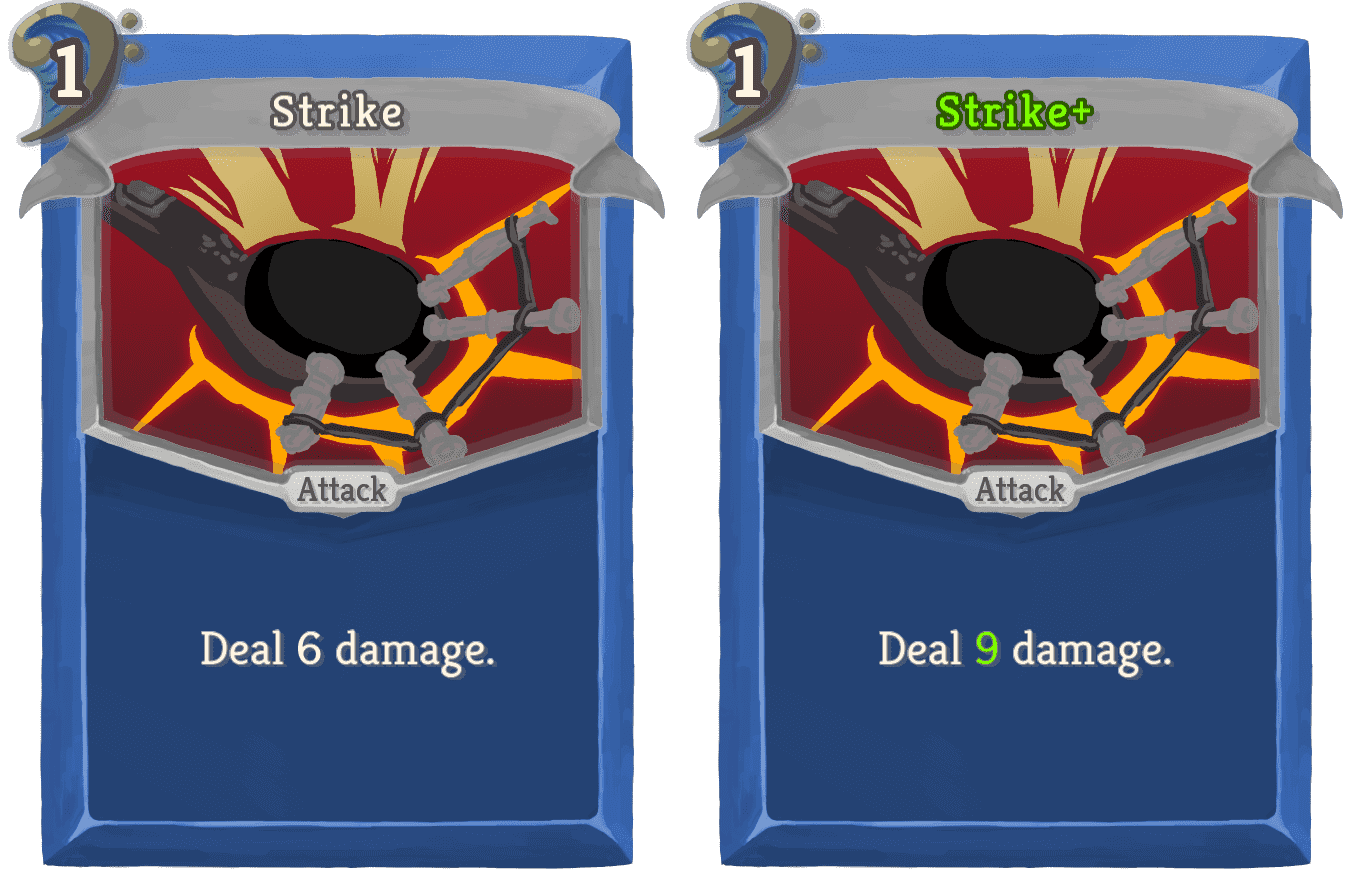 1
Strike
Attack
Deal 6 damage.
1
Strike+
Attack
Deal 9 damage.